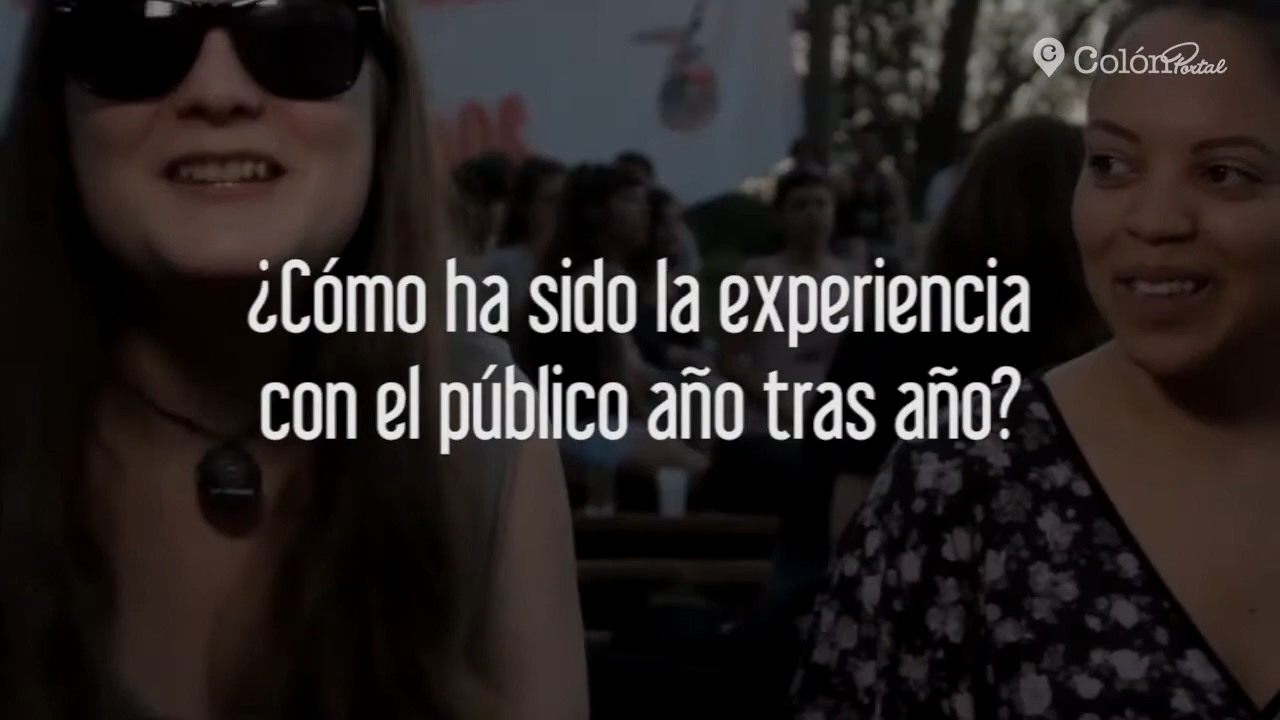 Colón Portal
¿Cómo ha sido la experiencia
con el público año tras año?